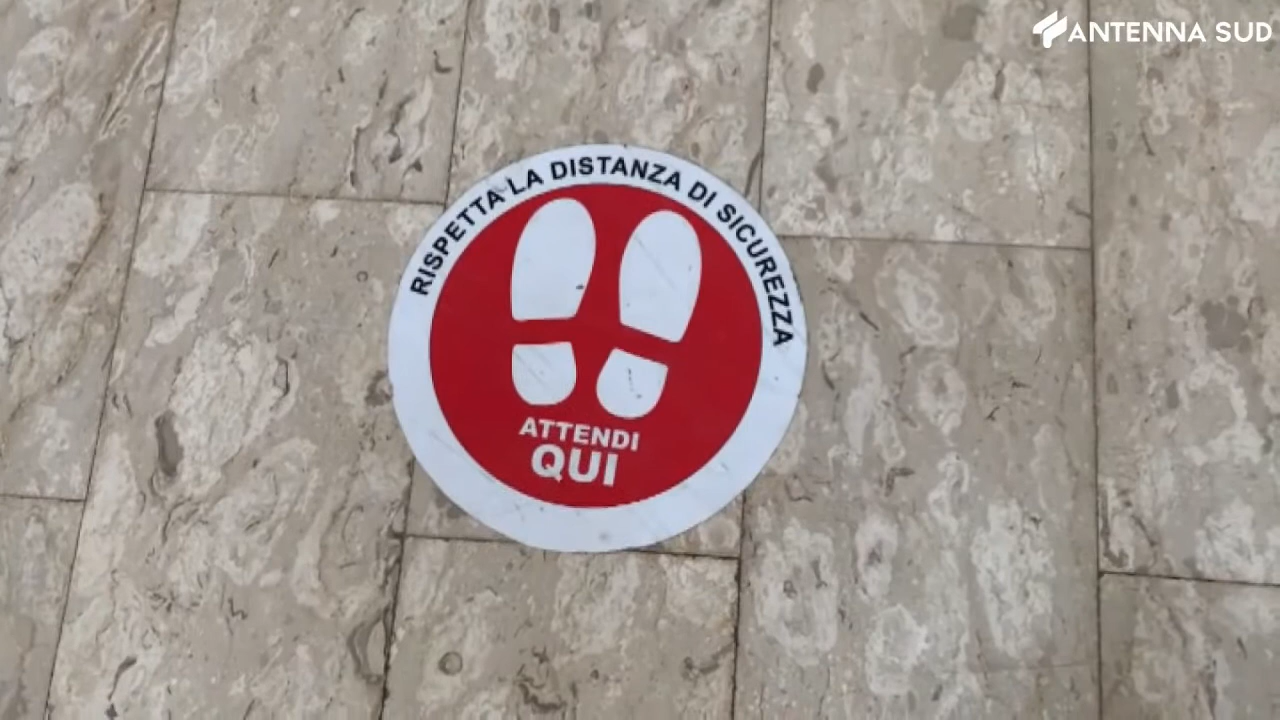 ANTENNA SUD
RISPETTA LA DISTANZA DI SICUREZZA
ATTENDI
QUI